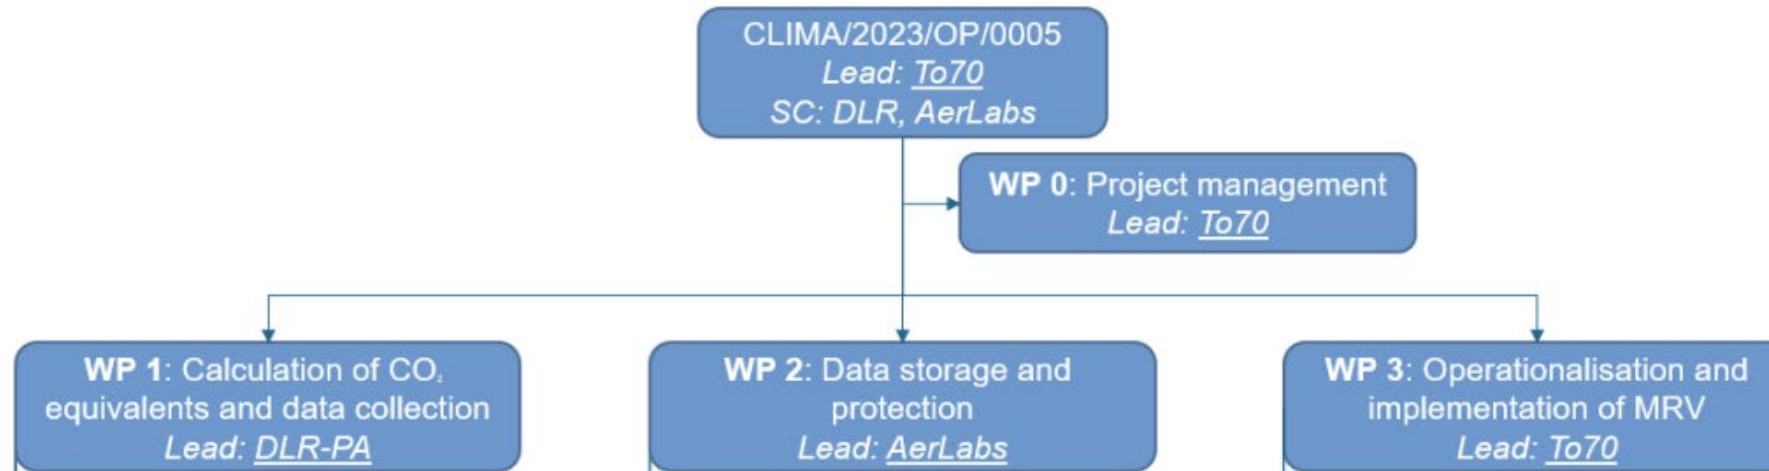 CLIMA/2023/OP/0005
Lead: To70
SC: DLR, AerLabs
WP 0: Project management
Lead: To70
WP 1: Calculation of CO₂
equivalents and data collection
Lead: DLR-PA
WP 2: Data storage and
protection
Lead: AerLabs
WP 3: Operationalisation and
implementation of MRV
Lead: To70